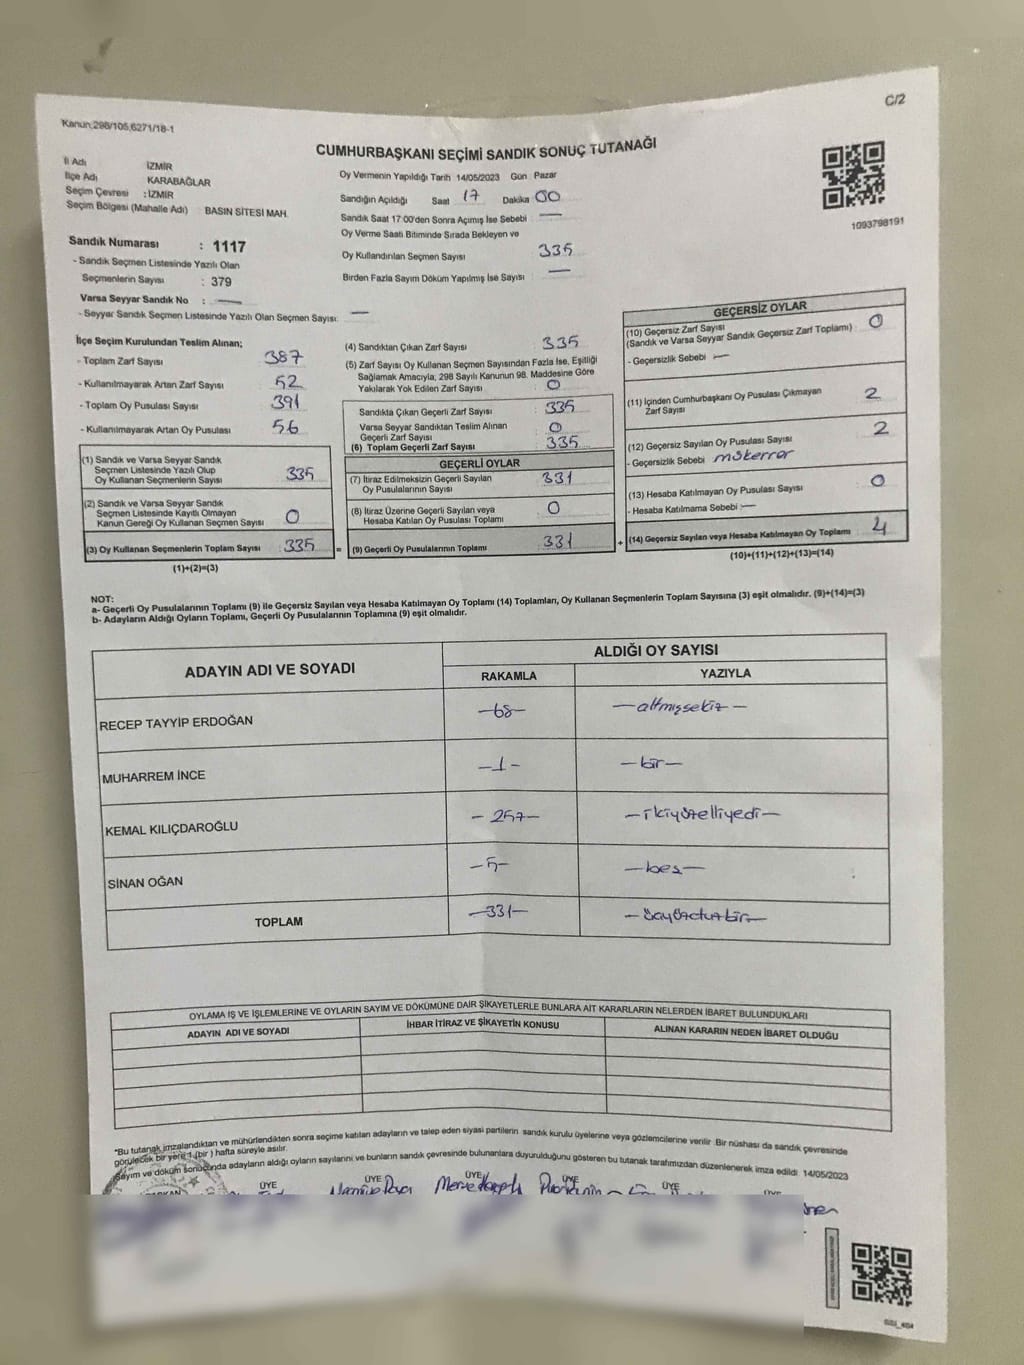 C/2
Kanun:298/105,6271/18-1
CUMHURBAŞKANI SEÇİMİ SANDIK SONUÇ TUTANAĞI
İl Adı İZMİR
İlçe Adı KARABAĞLAR
Seçim Çevresi : İZMİR
Seçim Bölgesi (Mahalle Adı) BASIN SİTESİ MAH.
Sandık Numarası : 1117
- Sandık Seçmen Listesinde Yazılı Olan
Seçmenlerin Sayısı : 379
Varsa Seyyar Sandık No : —
- Seyyar Sandık Seçmen Listesinde Yazılı Olan Seçmen Sayısı: —
Oy Vermenin Yapıldığı Tarih 14/05/2023 Gün Pazar
Sandığın Açıldığı Saat 17 Dakika 00
Sandık Saat 17:00'den Sonra Açımış İse Sebebi —
Oy Verme Saati Bitiminde Sırada Bekleyen ve
Oy Kullandırılan Seçmen Sayısı 335
Birden Fazla Sayım Döküm Yapılmış İse Sayısı —
1093798191
İlçe Seçim Kurulundan Teslim Alınan;
- Toplam Zarf Sayısı 387
- Kullanılmayarak Artan Zarf Sayısı 52
- Toplam Oy Pusulası Sayısı 391
- Kullanılmayarak Artan Oy Pusulası 56
(1) Sandık ve Varsa Seyyar Sandık
Seçmen Listesinde Yazılı Olup
Oy Kullanan Seçmenlerin Sayısı 335
(2) Sandık ve Varsa Seyyar Sandık
Seçmen Listesinde Kayıtlı Olmayan
Kanun Gereği Oy Kullanan Seçmen Sayısı 0
(3) Oy Kullanan Seçmenlerin Toplam Sayısı 335 =
(1)+(2)=(3)
(4) Sandıktan Çıkan Zarf Sayısı 335
(5) Zarf Sayısı Oy Kullanan Seçmen Sayısından Fazla İse, Eşitliği
Sağlamak Amacıyla, 298 Sayılı Kanunun 98. Maddesine Göre
Yakılarak Yok Edilen Zarf Sayısı 0
Sandıkta Çıkan Geçerli Zarf Sayısı : 335
Varsa Seyyar Sandıktan Teslim Alınan
Geçerli Zarf Sayısı : 0
(6) Toplam Geçerli Zarf Sayısı : 335
GEÇERLİ OYLAR
(7) İtiraz Edilmeksizin Geçerli Sayılan
Oy Pusulalarının Sayısı : 331
(8) İtiraz Üzerine Geçerli Sayılan veya
Hesaba Katılan Oy Pusulası Toplamı 0
(9) Geçerli Oy Pusulalarının Toplamı : 331 +
GEÇERSİZ OYLAR
(10) Geçersiz Zarf Sayısı
(Sandık ve Varsa Seyyar Sandık Geçersiz Zarf Toplamı) : 0
- Geçersizlik Sebebi —
(11) İçinden Cumhurbaşkanı Oy Pusulası Çıkmayan
Zarf Sayısı 2
(12) Geçersiz Sayılan Oy Pusulası Sayısı 2
- Geçersizlik Sebebi mükerrer
(13) Hesaba Katılmayan Oy Pusulası Sayısı 0
- Hesaba Katılmama Sebebi —
(14) Geçersiz Sayılan veya Hesaba Katılmayan Oy Toplamı 4
(10)+(11)+(12)+(13)=(14)
NOT:
a- Geçerli Oy Pusulalarının Toplamı (9) ile Geçersiz Sayılan veya Hesaba Katılmayan Oy Toplamı (14) Toplamları, Oy Kullanan Seçmenlerin Toplam Sayısına (3) eşit olmalıdır. (9)+(14)=(3)
b- Adayların Aldığı Oyların Toplamı, Geçerli Oy Pusulalarının Toplamına (9) eşit olmalıdır.
ADAYIN ADI VE SOYADI ALDIĞI OY SAYISI
RAKAMLA YAZIYLA
RECEP TAYYİP ERDOĞAN —68— —altmışsekiz—
MUHARREM İNCE —1— —bir—
KEMAL KILIÇDAROĞLU —257— —ikiyüzelliyedi—
SİNAN OĞAN —5— —beş—
TOPLAM —331— —üçyüzotuzbir—
OYLAMA İŞ VE İŞLEMLERİNE VE OYLARIN SAYIM VE DÖKÜMÜNE DAİR ŞİKAYETLERLE BUNLARA AİT KARARLARIN NELERDEN İBARET BULUNDUKLARI
ADAYIN ADI VE SOYADI İHBAR İTİRAZ VE ŞİKAYETİN KONUSU ALINAN KARARIN NEDEN İBARET OLDUĞU
*Bu tutanak imzalandıktan ve mühürlendikten sonra seçime katılan adayların ve talep eden siyasi partilerin sandık kurulu üyelerine veya gözlemcilerine verilir. Bir nüshası da sandık çevresinde
görülecek bir yere 1 (bir ) hafta süreyle asılır.
Sayım ve döküm sonucunda adayların aldığı oyların sayılarını ve bunların sandık çevresinde bulunanlara duyurulduğunu gösteren bu tutanak tarafımızdan düzenlenerek imza edildi. 14/05/2023
ÜYE ÜYE ÜYE ÜYE ÜYE ÜYE